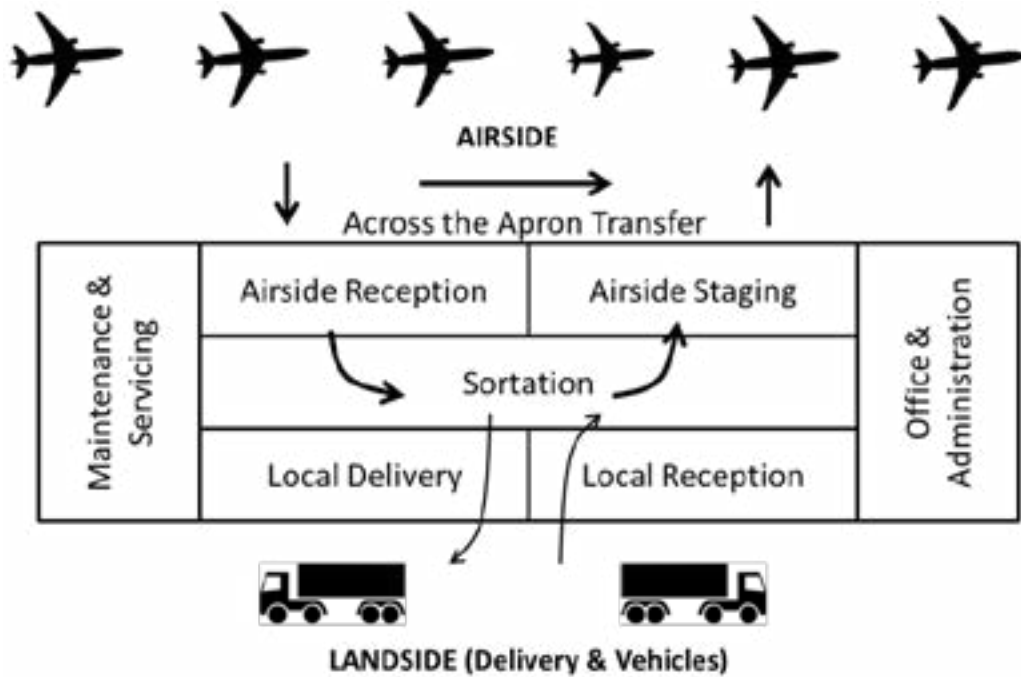 AIRSIDE
Across the Apron Transfer
Maintenance &
Servicing
Airside Reception
Airside Staging
Sortation
Local Delivery
Local Reception
Office &
Administration
LANDSIDE (Delivery & Vehicles)